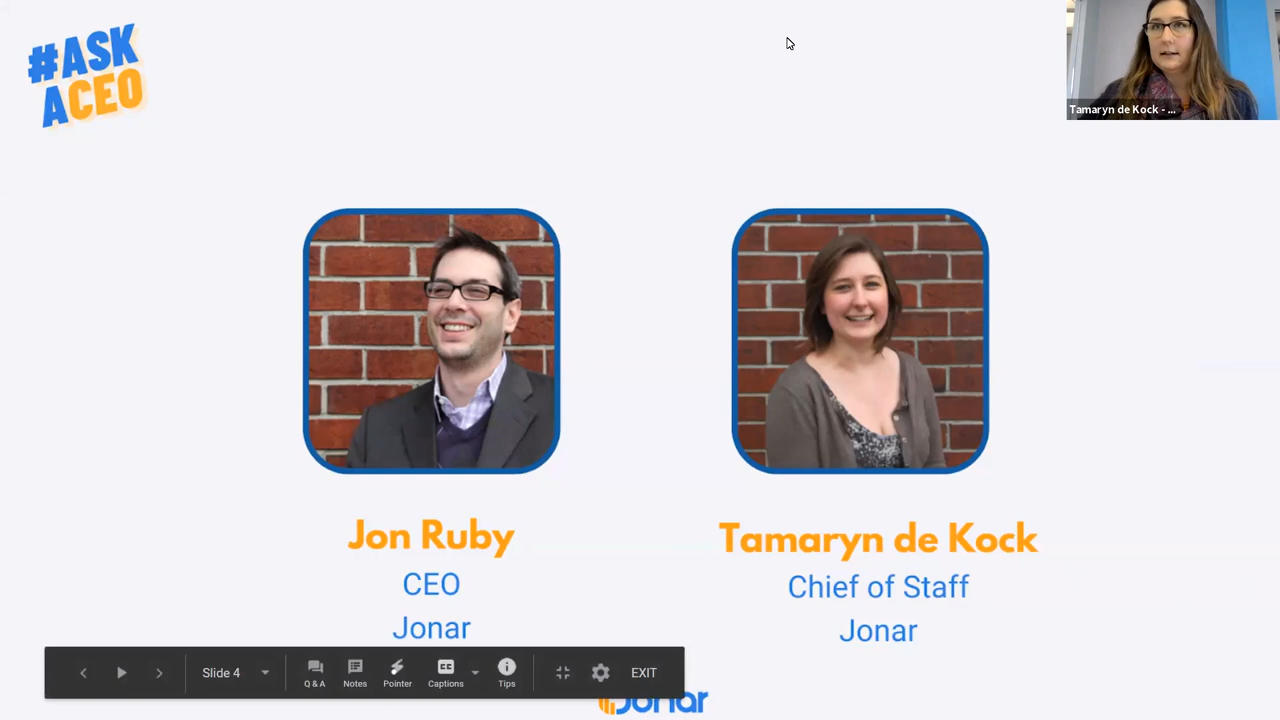 #ASK
ACEO
Tamaryn de Kock - ...
Jon Ruby
CEO
Jonar
Tamaryn de Kock
Chief of Staff
Jonar
Slide 4
Q & A
Notes
Pointer
CC
Captions
Tips
EXIT
Jonar